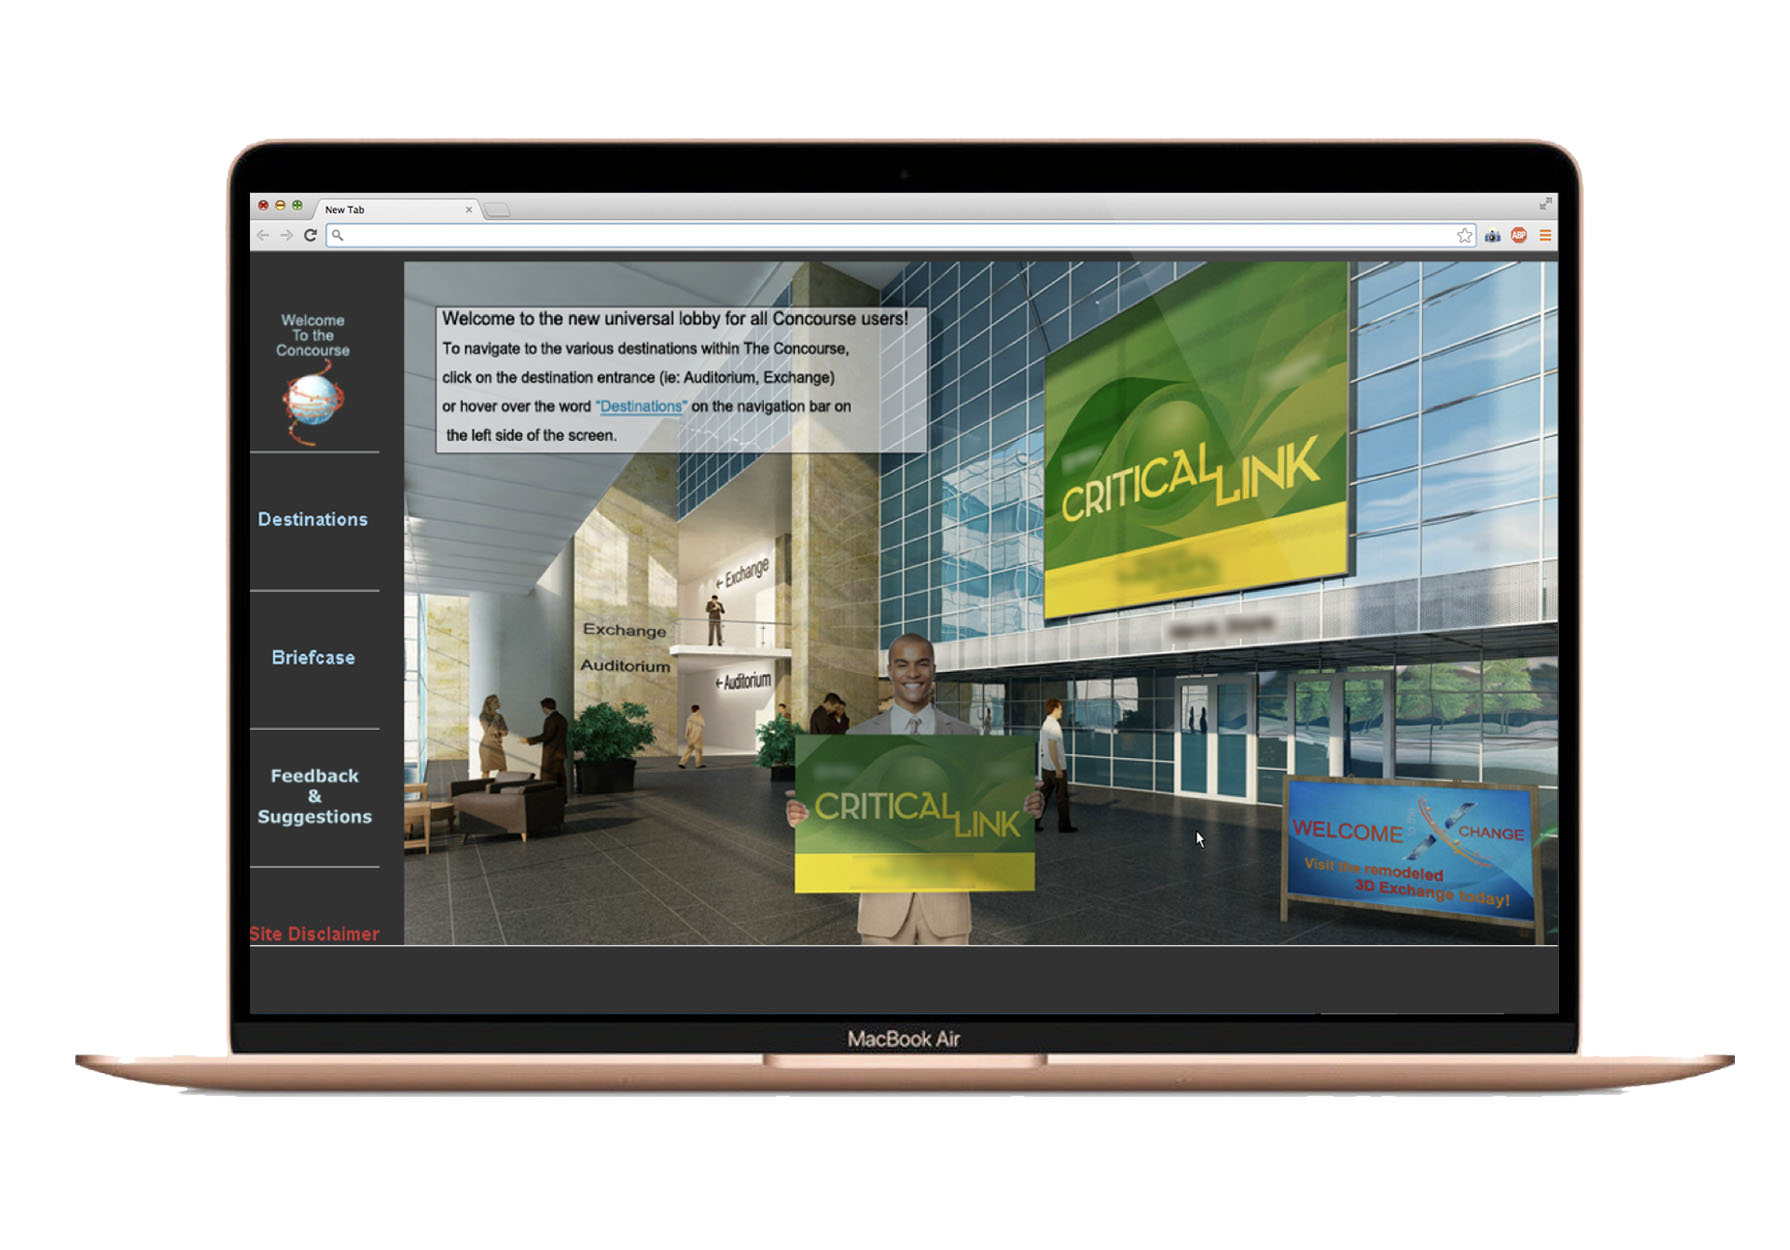 New Tab
ABP
Welcome
To the
Concourse
Destinations
Briefcase
Feedback
&
Suggestions
Site Disclaimer
Welcome to the new universal lobby for all Concourse users!
To navigate to the various destinations within The Concourse,
click on the destination entrance (ie: Auditorium, Exchange)
or hover over the word "Destinations" on the navigation bar on
the left side of the screen.
CRITICAL LINK
← Exchange
Exchange
Auditorium
← Auditorium
CRITICAL LINK
WELCOME CHANGE
Visit the remodeled
3D Exchange today!
MacBook Air